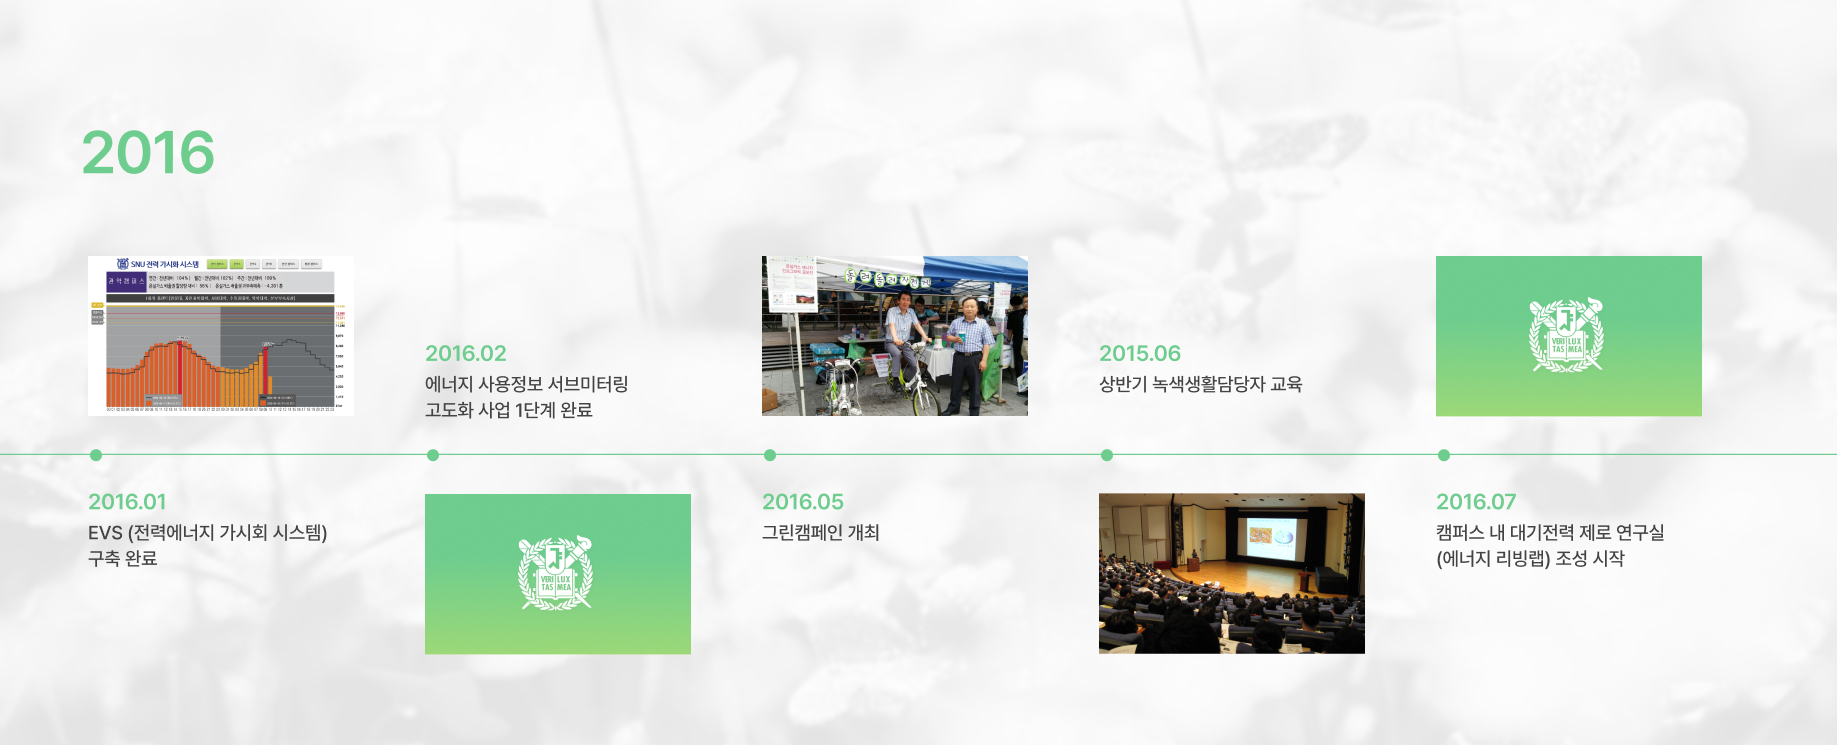 2016
SNU 전력 가시화 시스템
관악캠퍼스
2016.01
EVS (전력에너지 가시회 시스템)
구축 완료
2016.02
에너지 사용정보 서브미터링
고도화 사업 1단계 완료
VERI LUX
TAS MEA
2016.05
그린캠페인 개최
2015.06
상반기 녹색생활담당자 교육
VERI LUX
TAS MEA
2016.07
캠퍼스 내 대기전력 제로 연구실
(에너지 리빙랩) 조성 시작